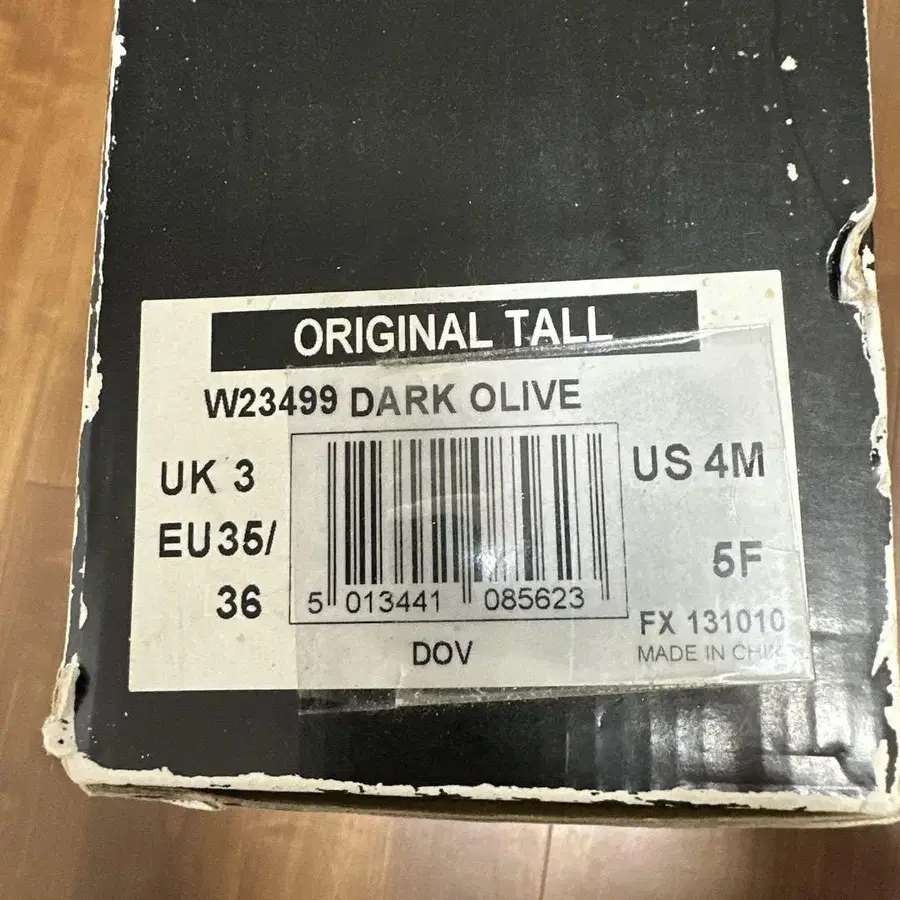 ORIGINAL TALL
W23499 DARK OLIVE
UK 3
US 4M
EU35/
36
5F
5 013441 085623
FX 131010
DOV
MADE IN